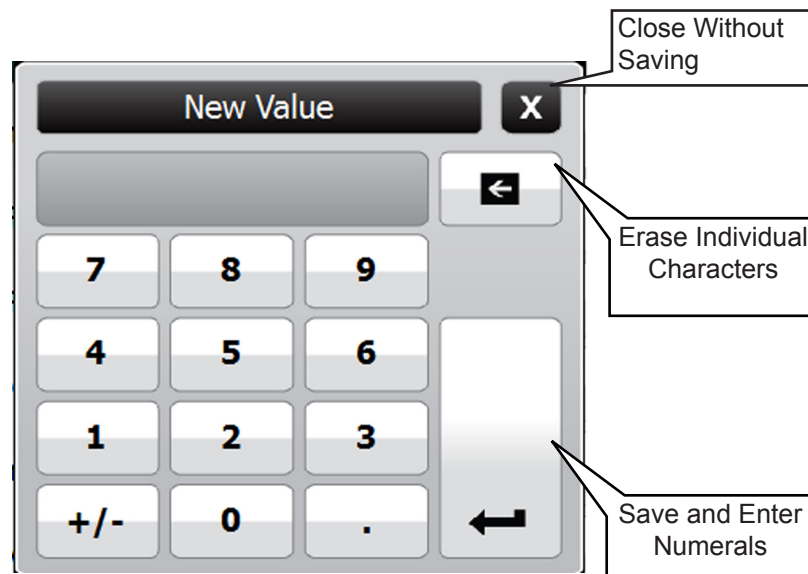 Close Without
Saving
New Value X
Erase Individual
Characters
7 8 9
4 5 6
1 2 3
+/- 0 .
Save and Enter
Numerals